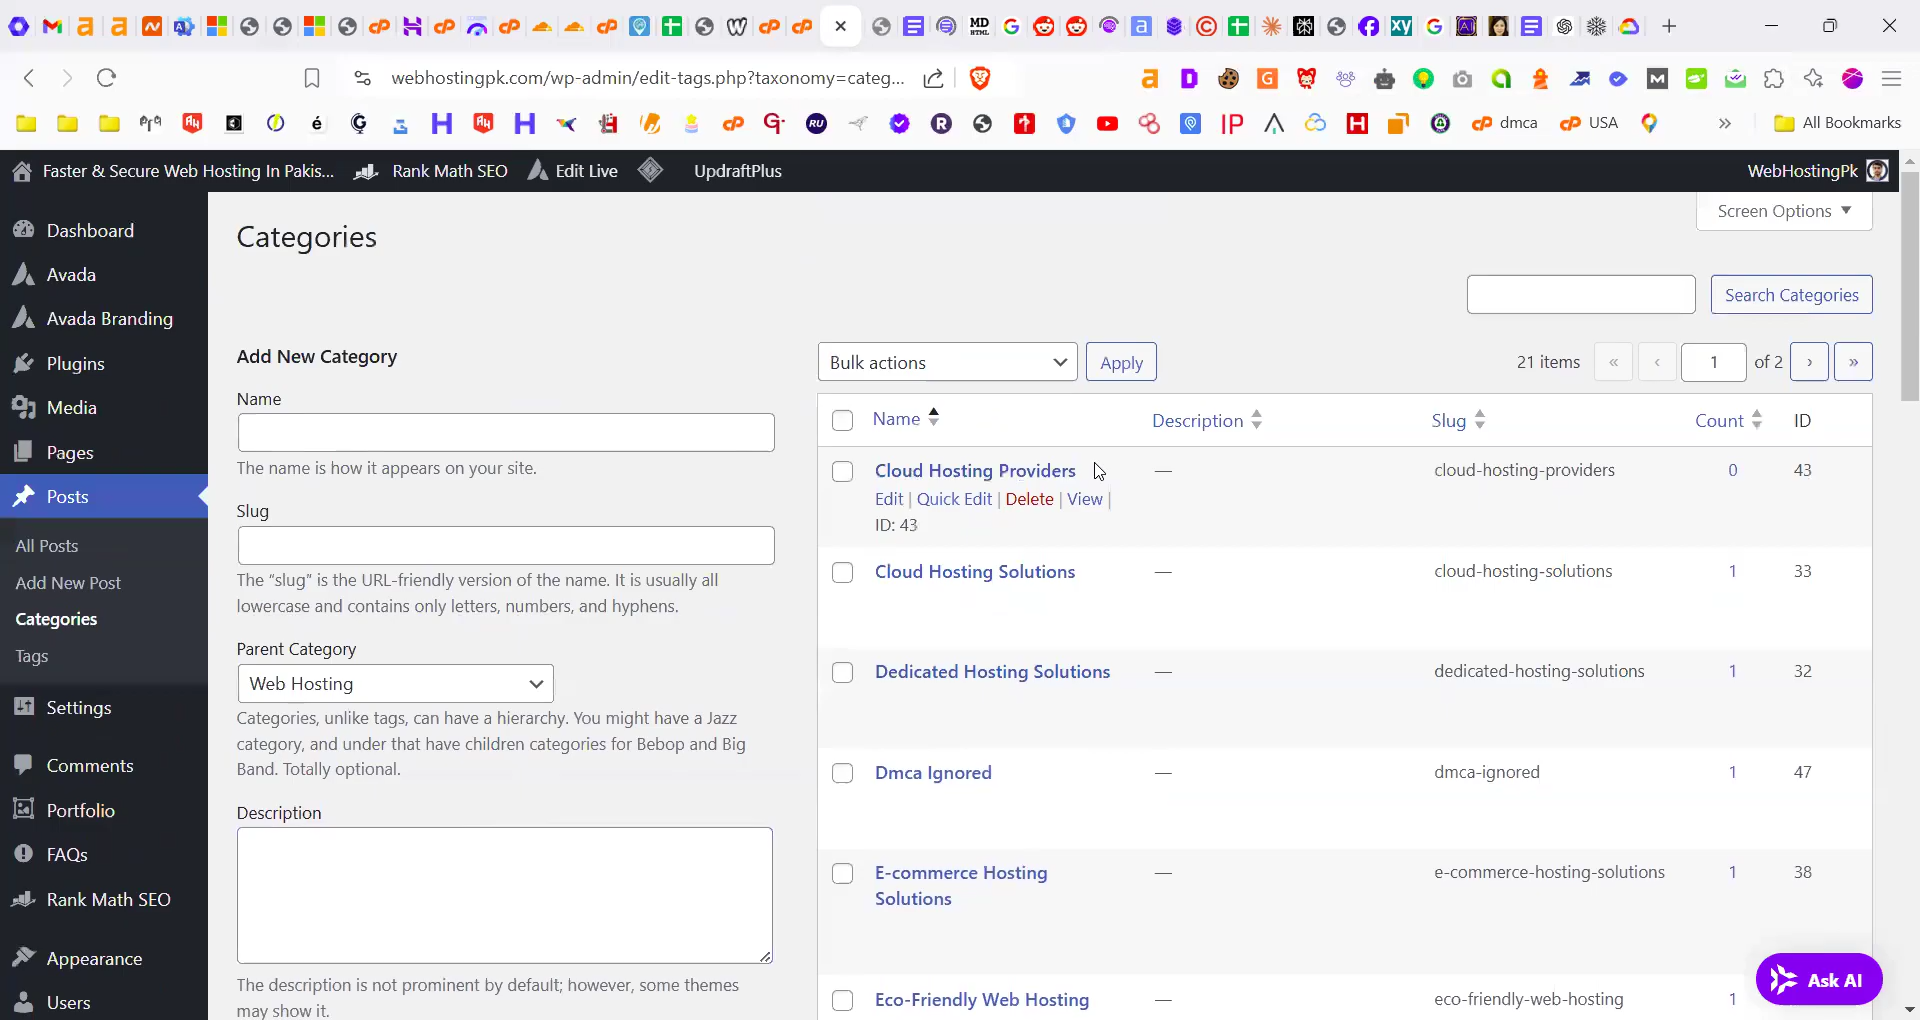 webhostingpk.com/wp-admin/edit-tags.php?taxonomy=categ...
dmca
USA
»
All Bookmarks
Faster & Secure Web Hosting In Pakis...
Rank Math SEO
Edit Live
UpdraftPlus
WebHostingPk
Dashboard
Avada
Avada Branding
Plugins
Media
Pages
Posts
All Posts
Add New Post
Categories
Tags
Settings
Comments
Portfolio
FAQs
Rank Math SEO
Appearance
Users
Screen Options
Categories
Search Categories
Add New Category
Name
The name is how it appears on your site.
Slug
The “slug” is the URL-friendly version of the name. It is usually all
lowercase and contains only letters, numbers, and hyphens.
Parent Category
Web Hosting
Categories, unlike tags, can have a hierarchy. You might have a Jazz
category, and under that have children categories for Bebop and Big
Band. Totally optional.
Description
The description is not prominent by default; however, some themes
may show it.
Bulk actions Apply 21 items « ‹ 1 of 2 › »
Name Description Slug Count ID
Cloud Hosting Providers — cloud-hosting-providers 0 43
Edit | Quick Edit | Delete | View |
ID: 43
Cloud Hosting Solutions — cloud-hosting-solutions 1 33
Dedicated Hosting Solutions — dedicated-hosting-solutions 1 32
Dmca Ignored — dmca-ignored 1 47
E-commerce Hosting — e-commerce-hosting-solutions 1 38
Solutions
Eco-Friendly Web Hosting — eco-friendly-web-hosting 1
Ask AI